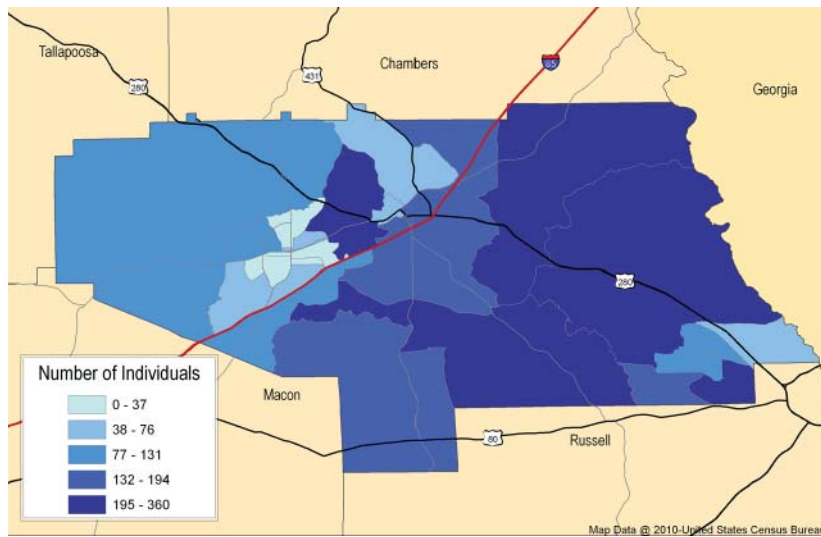 Tallapoosa
280
431
Chambers
85
Georgia
280
Number of Individuals
0 - 37
38 - 76
77 - 131
132 - 194
195 - 360
Macon
80
Russell
Map Data @ 2010-United States Census Bureau